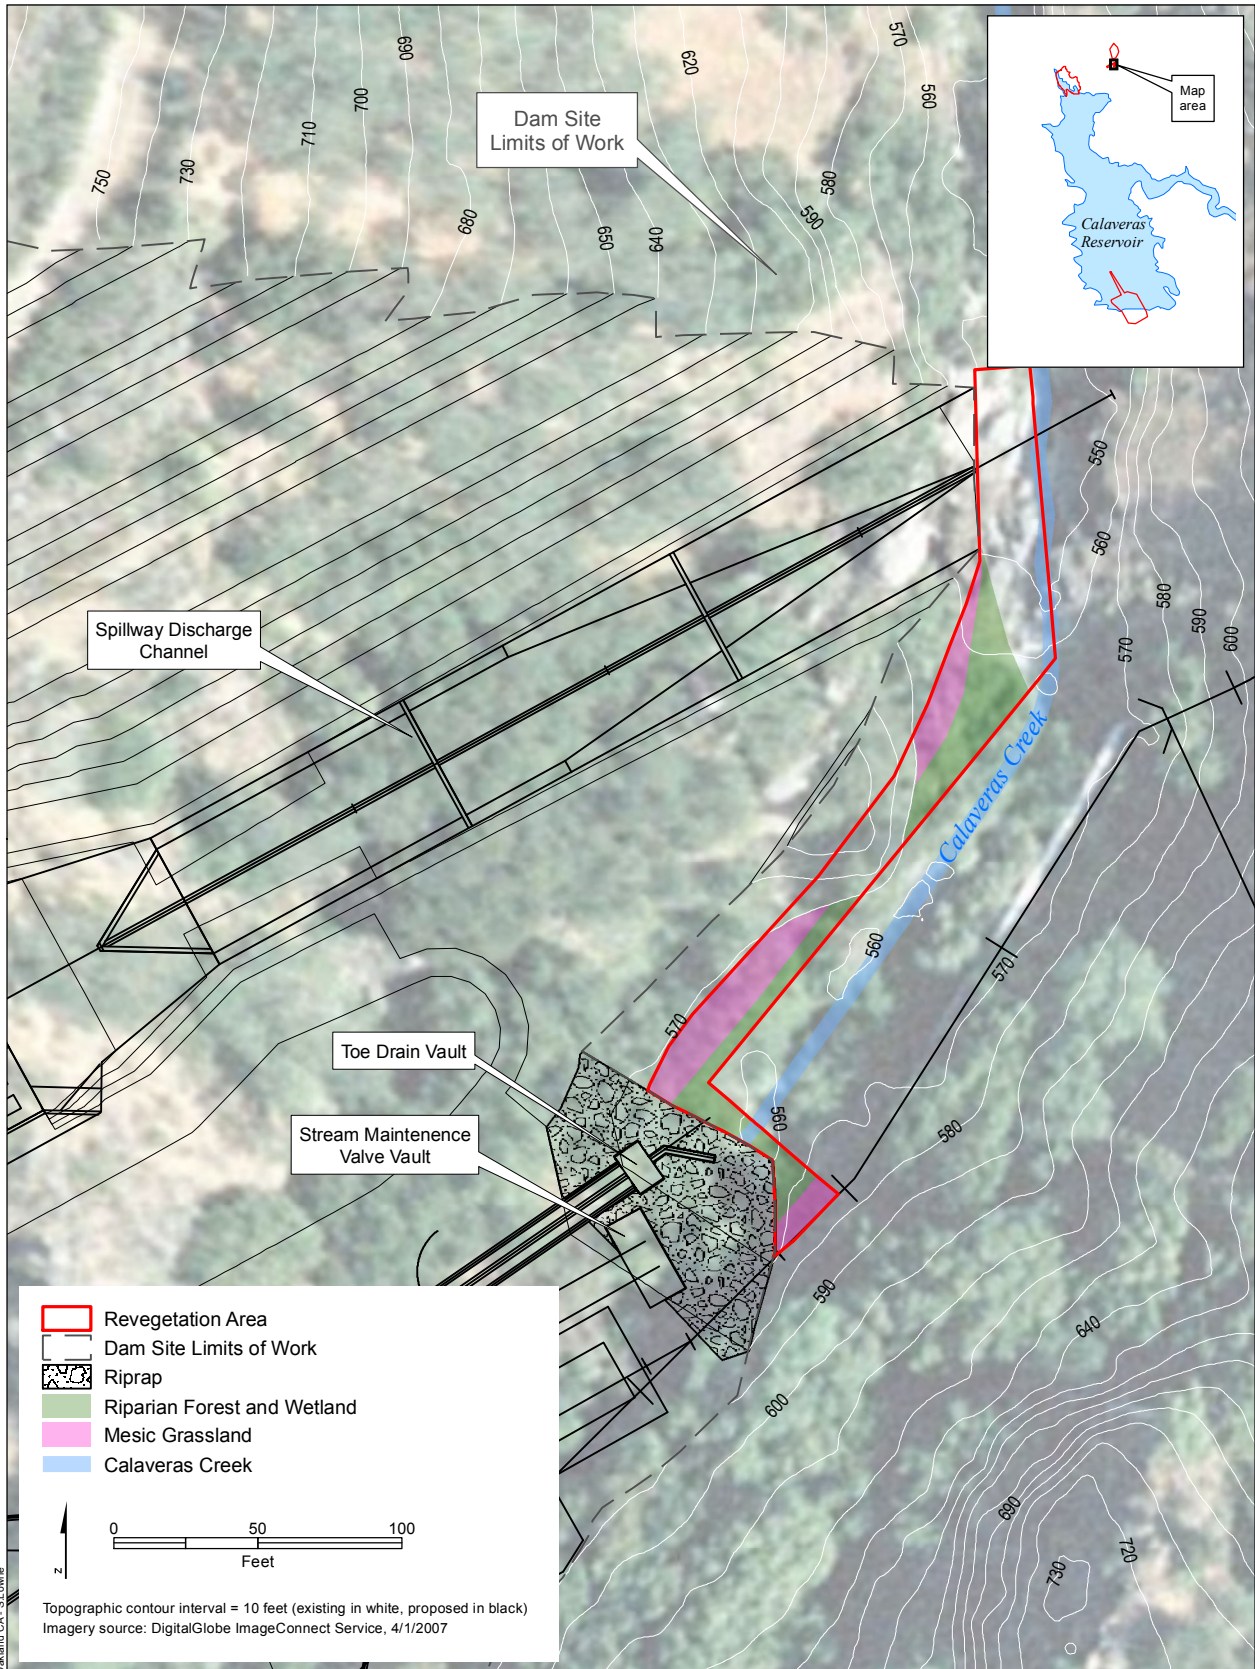 660
620
570
560
700
710
730
750
680
650
640
580
590
Dam Site
Limits of Work
Map
area
Calaveras
Reservoir
550
560
580
590
600
570
Spillway Discharge
Channel
Calaveras Creek
560
570
570
Toe Drain Vault
560
580
Stream Maintenence
Valve Vault
590
640
600
690
720
730
Revegetation Area
Dam Site Limits of Work
Riprap
Riparian Forest and Wetland
Mesic Grassland
Calaveras Creek
0 50 100
Feet
N
Topographic contour interval = 10 feet (existing in white, proposed in black)
Imagery source: DigitalGlobe ImageConnect Service, 4/1/2007